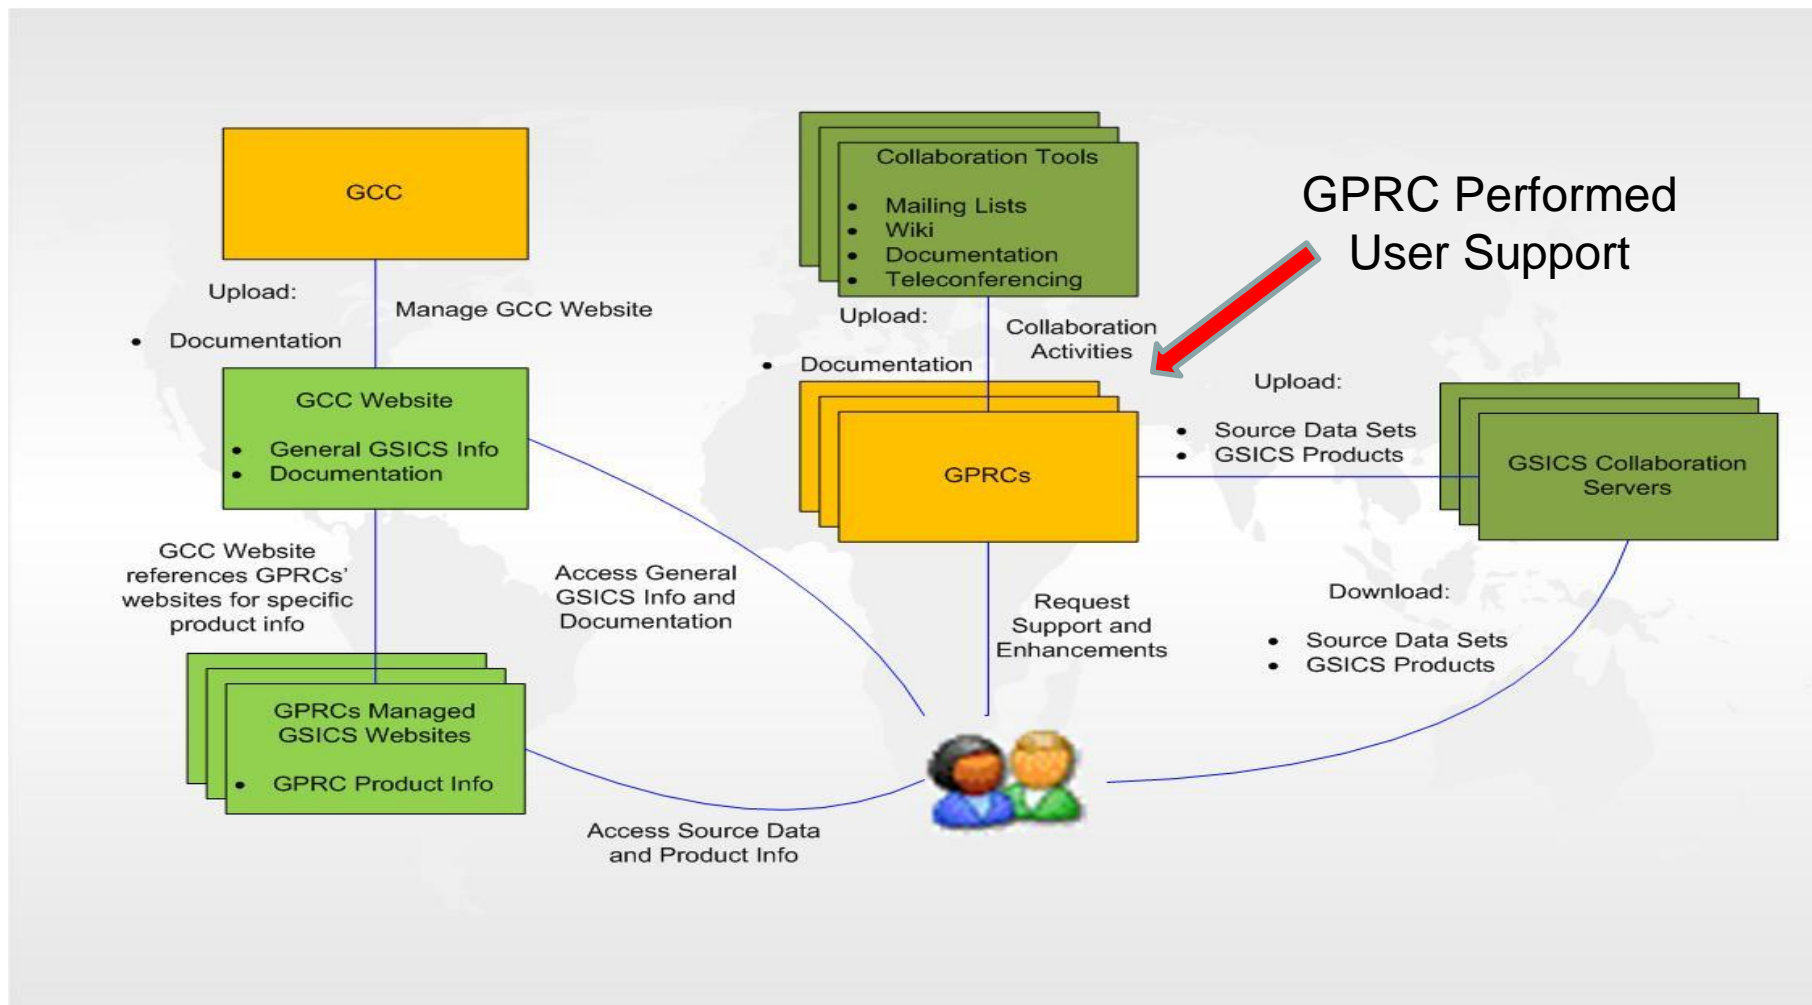 GCC
Upload:
• Documentation
Manage GCC Website
GCC Website
• General GSICS Info
• Documentation
GCC Website
references GPRCs’
websites for specific
product info
GPRCs Managed
GSICS Websites
• GPRC Product Info
Access General
GSICS Info and
Documentation
Access Source Data
and Product Info
Collaboration Tools
• Mailing Lists
• Wiki
• Documentation
• Teleconferencing
Upload:
• Documentation
Collaboration
Activities
GPRCs
Request
Support and
Enhancements
GPRC Performed
User Support
Upload:
• Source Data Sets
• GSICS Products
GSICS Collaboration
Servers
Download:
• Source Data Sets
• GSICS Products